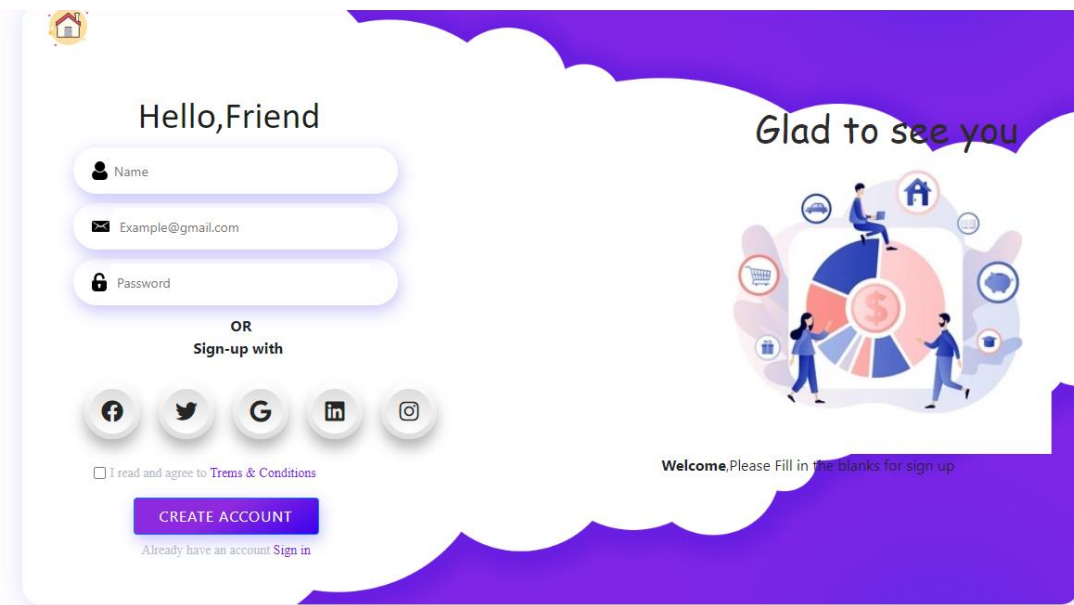 Hello,Friend
Name
Example@gmail.com
Password
OR
Sign-up with
I read and agree to Trems & Conditions
CREATE ACCOUNT
Already have an account Sign in
Glad to see you
$
Welcome,Please Fill in the blanks for sign up